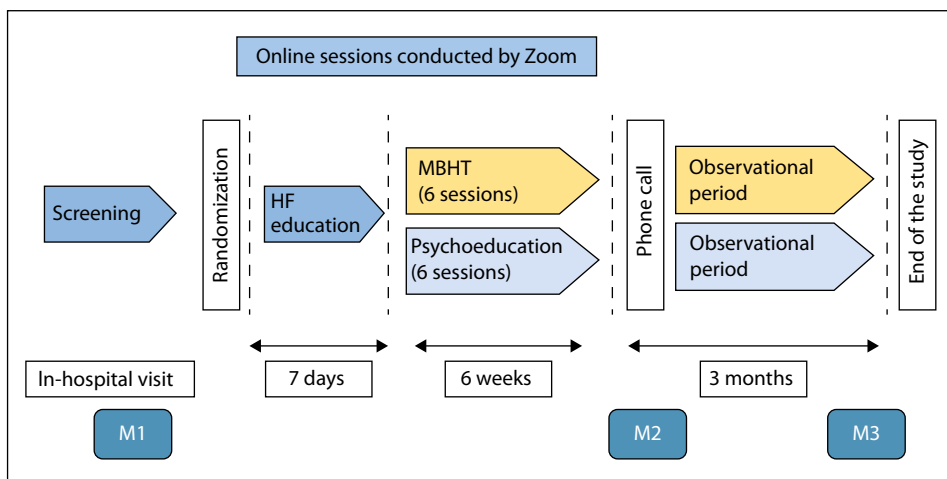 Online sessions conducted by Zoom
Screening
Randomization
HF
education
MBHT
(6 sessions)
Psychoeducation
(6 sessions)
Phone call
Observational
period
Observational
period
End of the study
In-hospital visit
7 days
6 weeks
3 months
M1
M2
M3